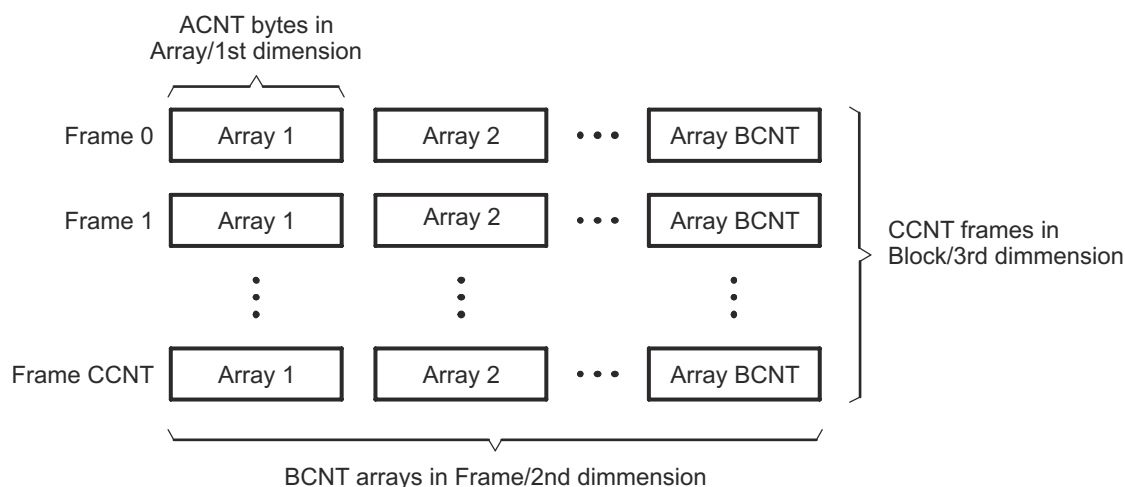 ACNT bytes in
Array/1st dimension
Frame 0 Array 1 Array 2 Array BCNT
Frame 1 Array 1 Array 2 Array BCNT
CCNT frames in
Block/3rd dimmension
Frame CCNT Array 1 Array 2 Array BCNT
BCNT arrays in Frame/2nd dimmension